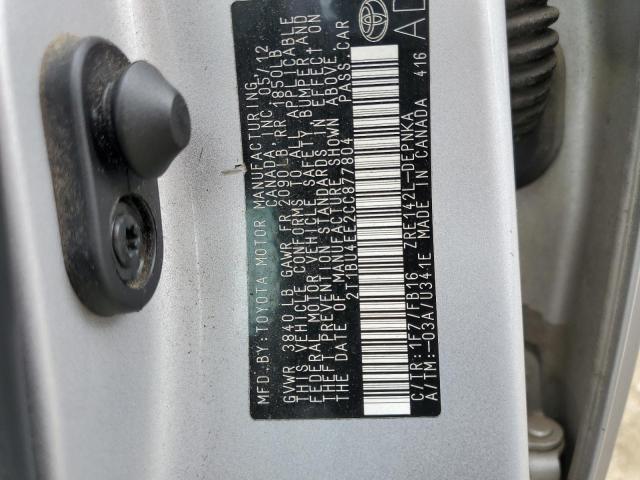 MFD.BY:TOYOTA MOTOR MANUFACTURING
CANADA, INC. 05/12
GVWR 3840 LB GAWR FR 2090 LB RR 1850LB
THIS VEHICLE CONFORMS TO ALL APPLICABLE
FEDERAL MOTOR VEHICLE SAFETY, BUMPER, AND
THEFT PREVENTION STANDARDS IN EFFECT ON
THE DATE OF MANUFACTURE SHOWN ABOVE.
2T1BU4EE2CC877804 PASS.CAR
C/TR:1F7/FB16 ZRE142L-DEPNKA
A/TM:-03A/U341E MADE IN CANADA 416